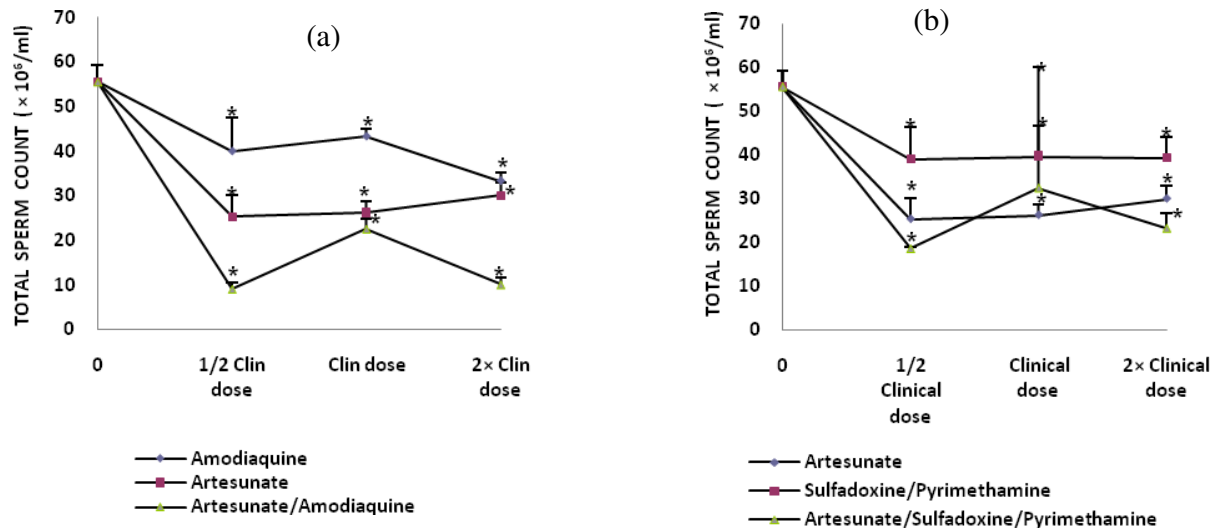 (a)
TOTAL SPERM COUNT ( × 10⁶/ml)
70
60
50
40
30
20
10
0
0
1/2 Clin
dose
Clin dose
2× Clin
dose
Amodiaquine
Artesunate
Artesunate/Amodiaquine
(b)
TOTAL SPERM COUNT ( × 10⁶/ml)
70
60
50
40
30
20
10
0
0
1/2
Clinical
dose
Clinical
dose
2× Clinical
dose
Artesunate
Sulfadoxine/Pyrimethamine
Artesunate/Sulfadoxine/Pyrimethamine